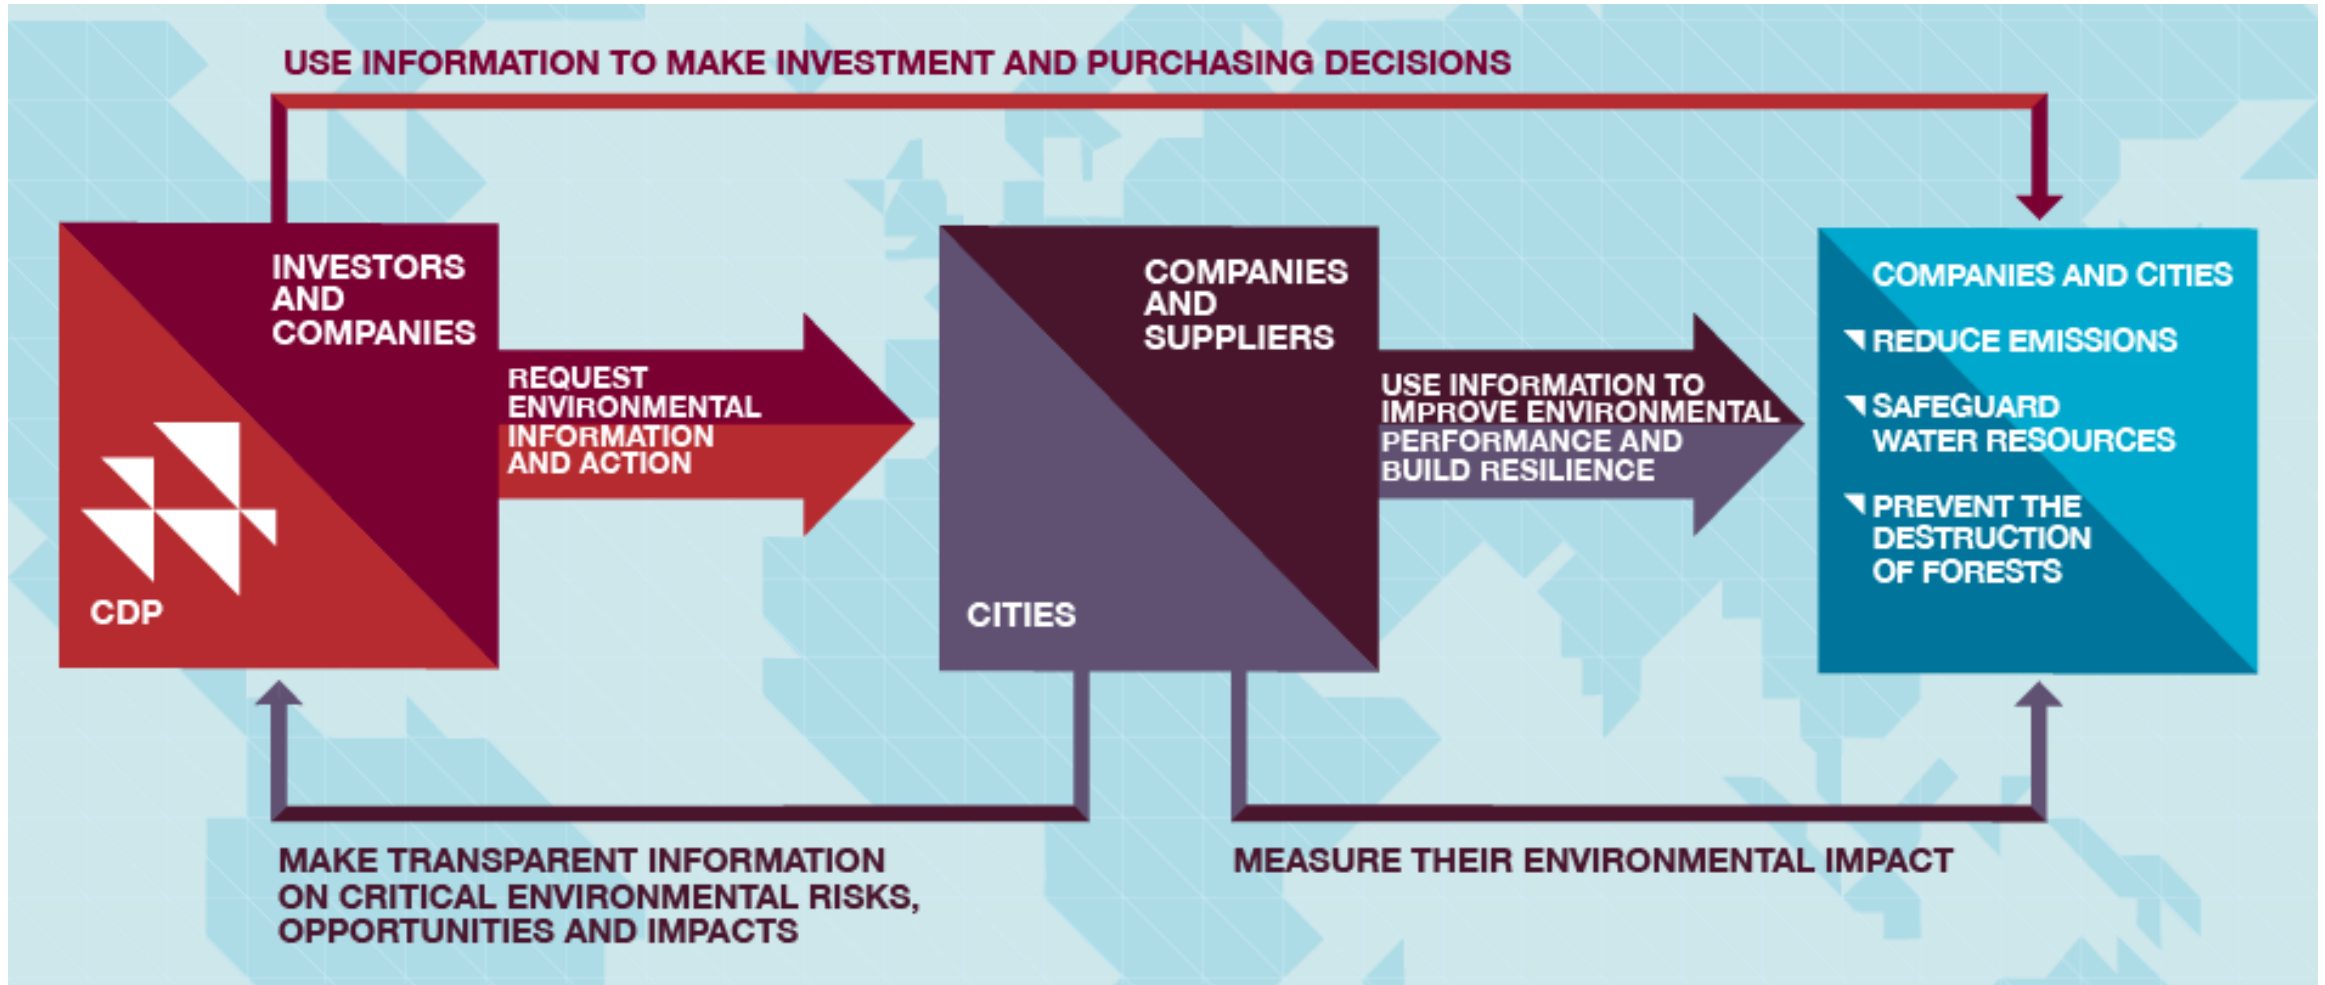 USE INFORMATION TO MAKE INVESTMENT AND PURCHASING DECISIONS
INVESTORS
AND
COMPANIES
CDP
REQUEST
ENVIRONMENTAL
INFORMATION
AND ACTION
COMPANIES
AND
SUPPLIERS
CITIES
USE INFORMATION TO
IMPROVE ENVIRONMENTAL
PERFORMANCE AND
BUILD RESILIENCE
COMPANIES AND CITIES
REDUCE EMISSIONS
SAFEGUARD
WATER RESOURCES
PREVENT THE
DESTRUCTION
OF FORESTS
MAKE TRANSPARENT INFORMATION
ON CRITICAL ENVIRONMENTAL RISKS,
OPPORTUNITIES AND IMPACTS
MEASURE THEIR ENVIRONMENTAL IMPACT